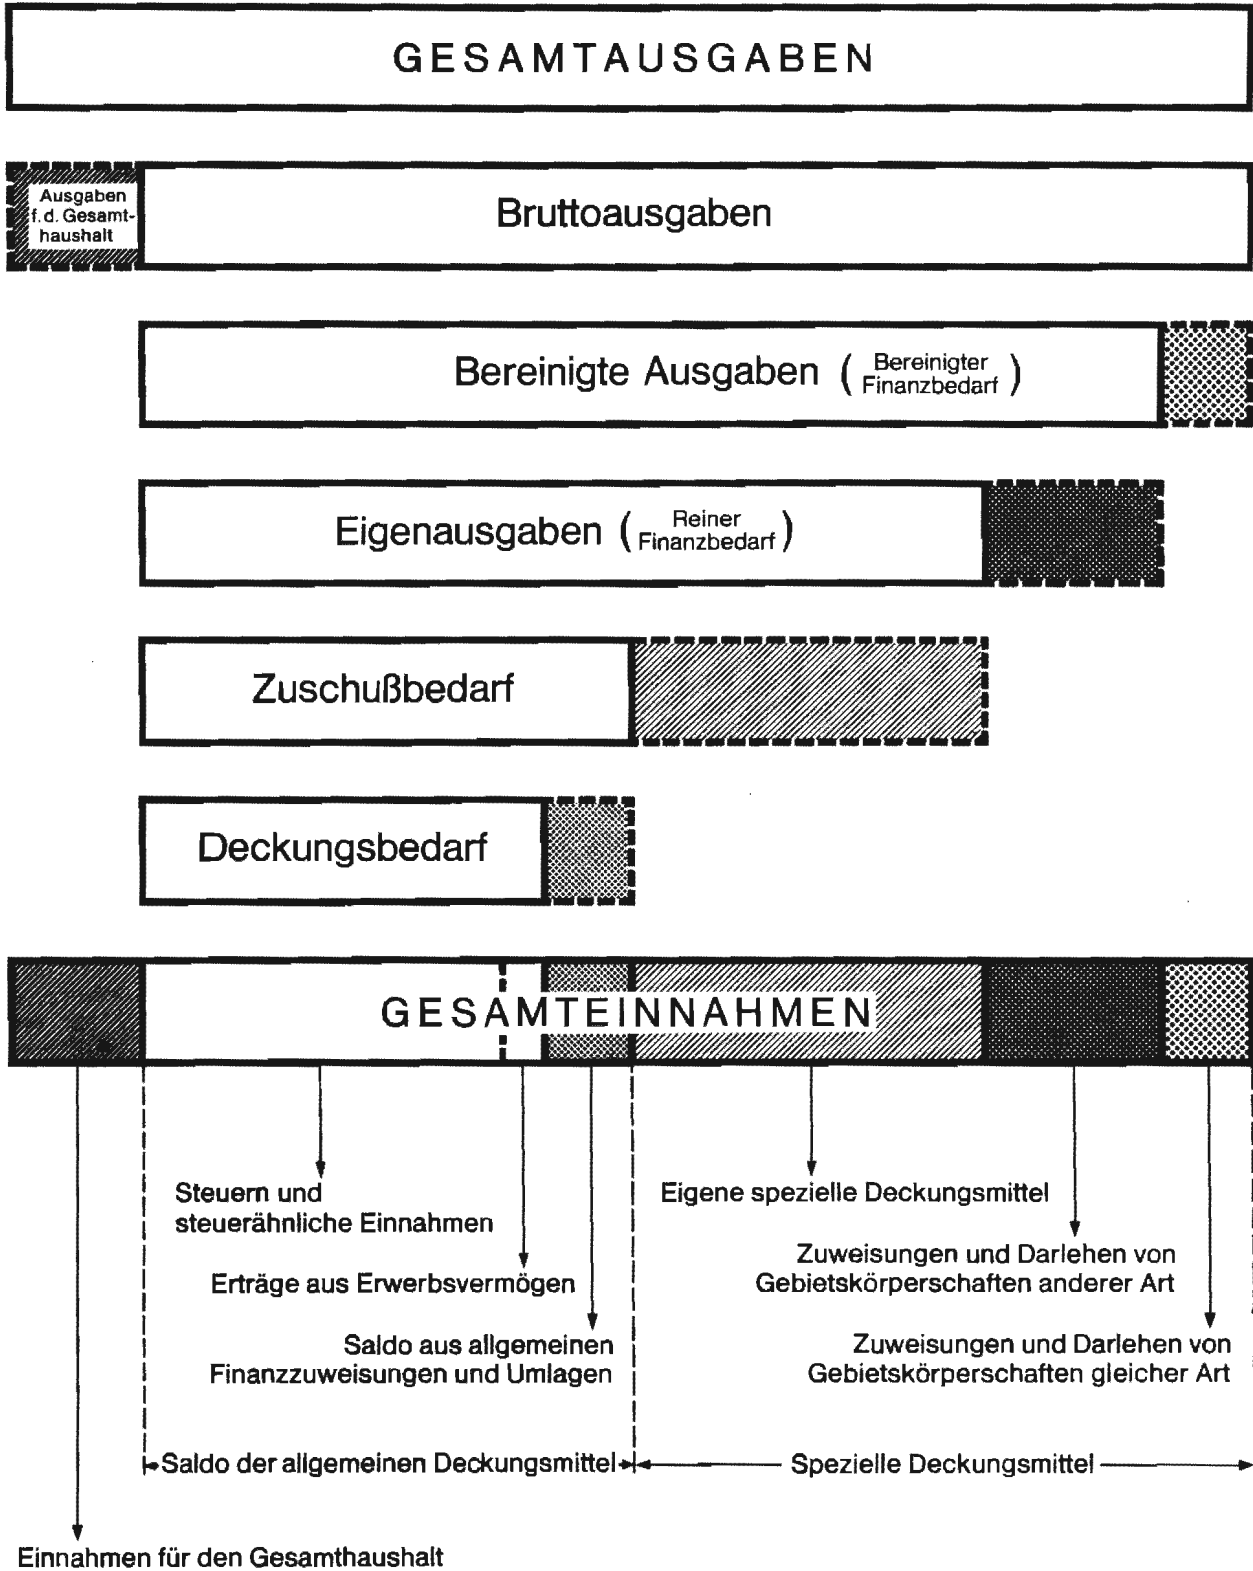 GESAMTAUSGABEN
Ausgaben
f.d. Gesamt-
haushalt
Bruttoausgaben
Bereinigte Ausgaben (Bereinigter
Finanzbedarf)
Eigenausgaben (Reiner
Finanzbedarf)
Zuschußbedarf
Deckungsbedarf
GESAMTEINNAHMEN
Steuern und
steuerähnliche Einnahmen
Eigene spezielle Deckungsmittel
Erträge aus Erwerbsvermögen
Zuweisungen und Darlehen von
Gebietskörperschaften anderer Art
Saldo aus allgemeinen
Finanzzuweisungen und Umlagen
Zuweisungen und Darlehen von
Gebietskörperschaften gleicher Art
Saldo der allgemeinen Deckungsmittel
Spezielle Deckungsmittel
Einnahmen für den Gesamthaushalt